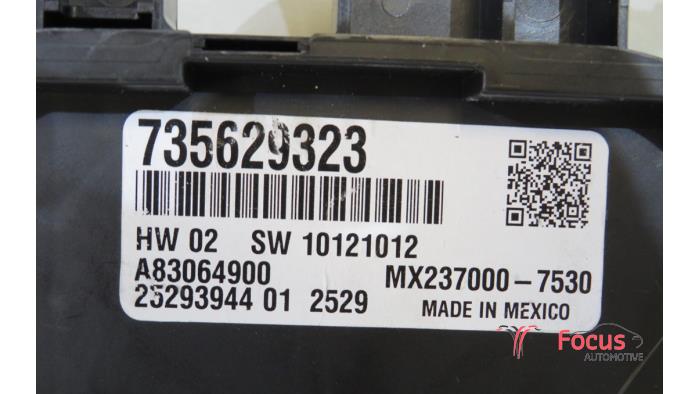 735629323
HW 02 SW 10121012
A83064900 MX237000-7530
25293944 01 2529 MADE IN MEXICO
Focus
AUTOMOTIVE